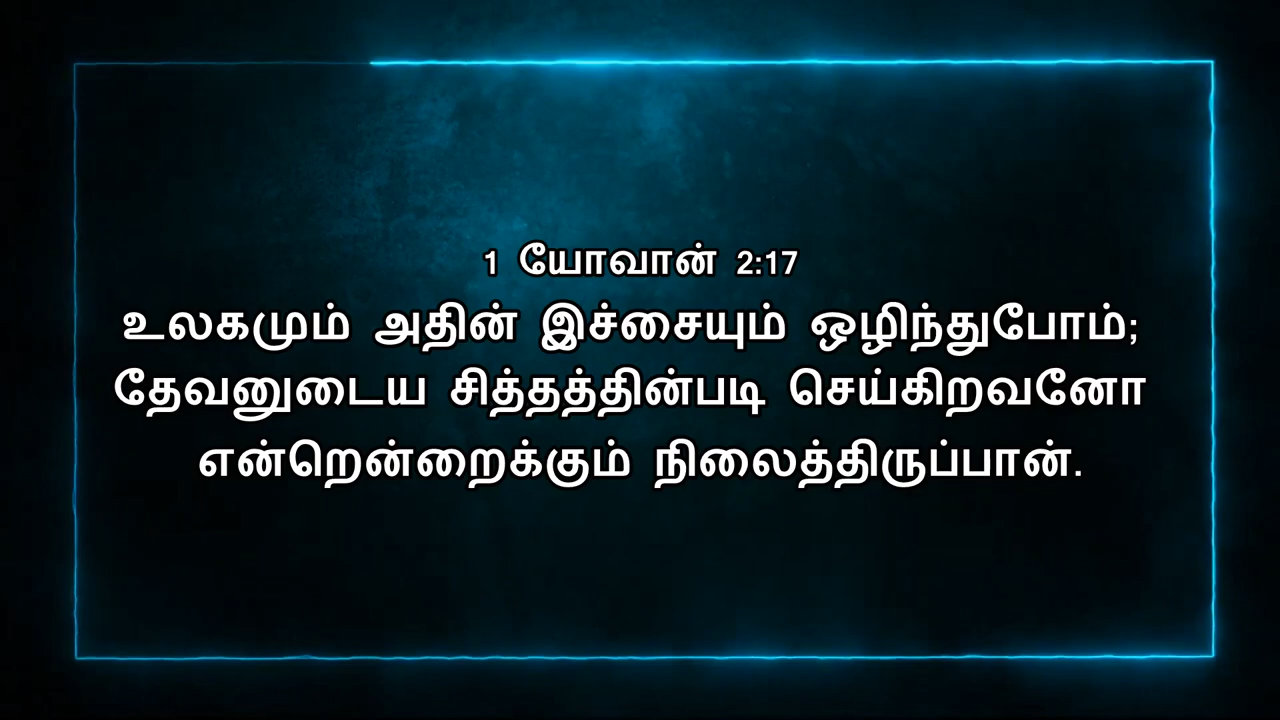 1 யோவான் 2:17
உலகமும் அதின் இச்சையும் ஒழிந்துபோம்;
தேவனுடைய சித்தத்தின்படி செய்கிறவனோ
என்றென்றைக்கும் நிலைத்திருப்பான்.